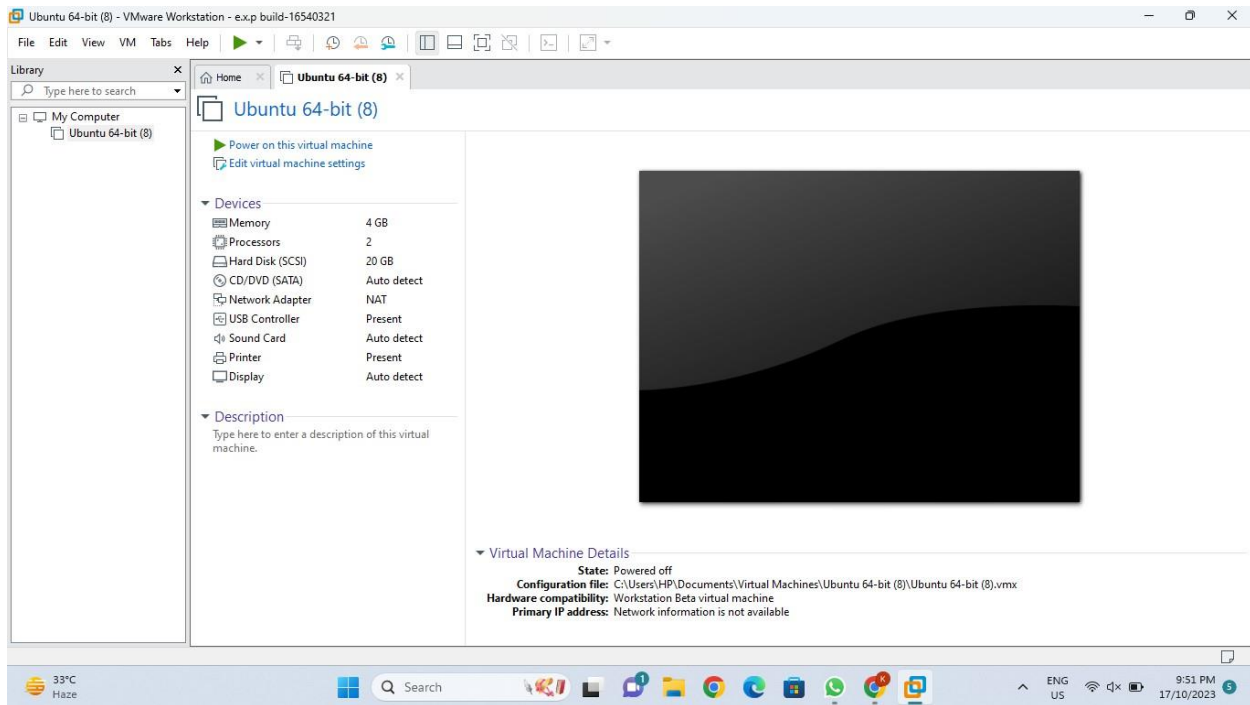 Ubuntu 64-bit (8) - VMware Workstation - e.x.p build-16540321
File Edit View VM Tabs Help
Library
Type here to search
My Computer
Ubuntu 64-bit (8)
Home
Ubuntu 64-bit (8)
Ubuntu 64-bit (8)
Power on this virtual machine
Edit virtual machine settings
Devices
Memory 4 GB
Processors 2
Hard Disk (SCSI) 20 GB
CD/DVD (SATA) Auto detect
Network Adapter NAT
USB Controller Present
Sound Card Auto detect
Printer Present
Display Auto detect
Description
Type here to enter a description of this virtual
machine.
Virtual Machine Details
State: Powered off
Configuration file: C:\Users\HP\Documents\Virtual Machines\Ubuntu 64-bit (8)\Ubuntu 64-bit (8).vmx
Hardware compatibility: Workstation Beta virtual machine
Primary IP address: Network information is not available
33°C
Haze
Search
1
K
ENG
US
9:51 PM
17/10/2023
5